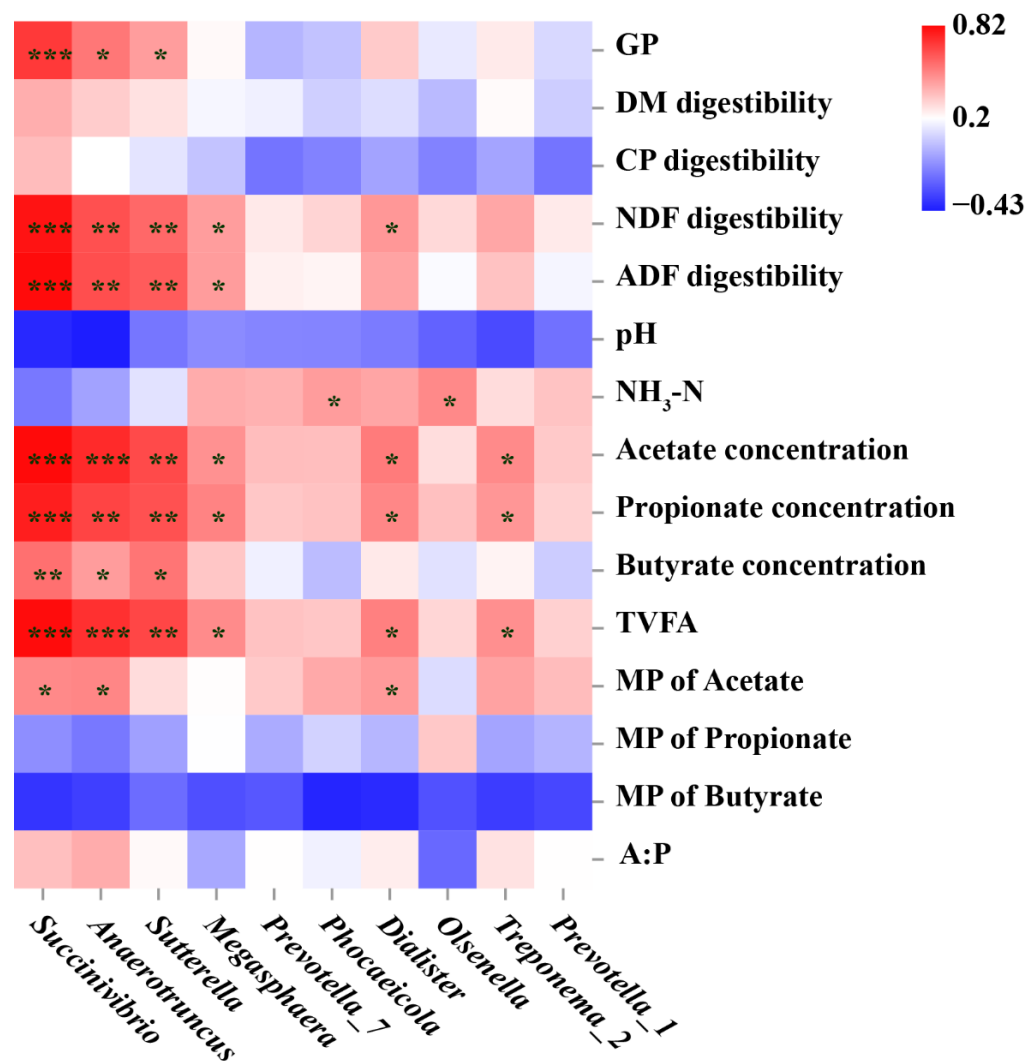 GP
0.82
DM digestibility
0.2
CP digestibility
−0.43
NDF digestibility
ADF digestibility
pH
NH3-N
Acetate concentration
Propionate concentration
Butyrate concentration
TVFA
MP of Acetate
MP of Propionate
MP of Butyrate
A:P
*** * *
*** ** ** * *
*** ** ** *
* *
*** *** ** * * *
*** ** ** * * *
** * *
*** *** ** * * *
* * *
Succinivibrio
Anaerotruncus
Sutterella
Megasphaera
Prevotella_7
Phocaeicola
Dialister
Olsenella
Treponema_2
Prevotella_1